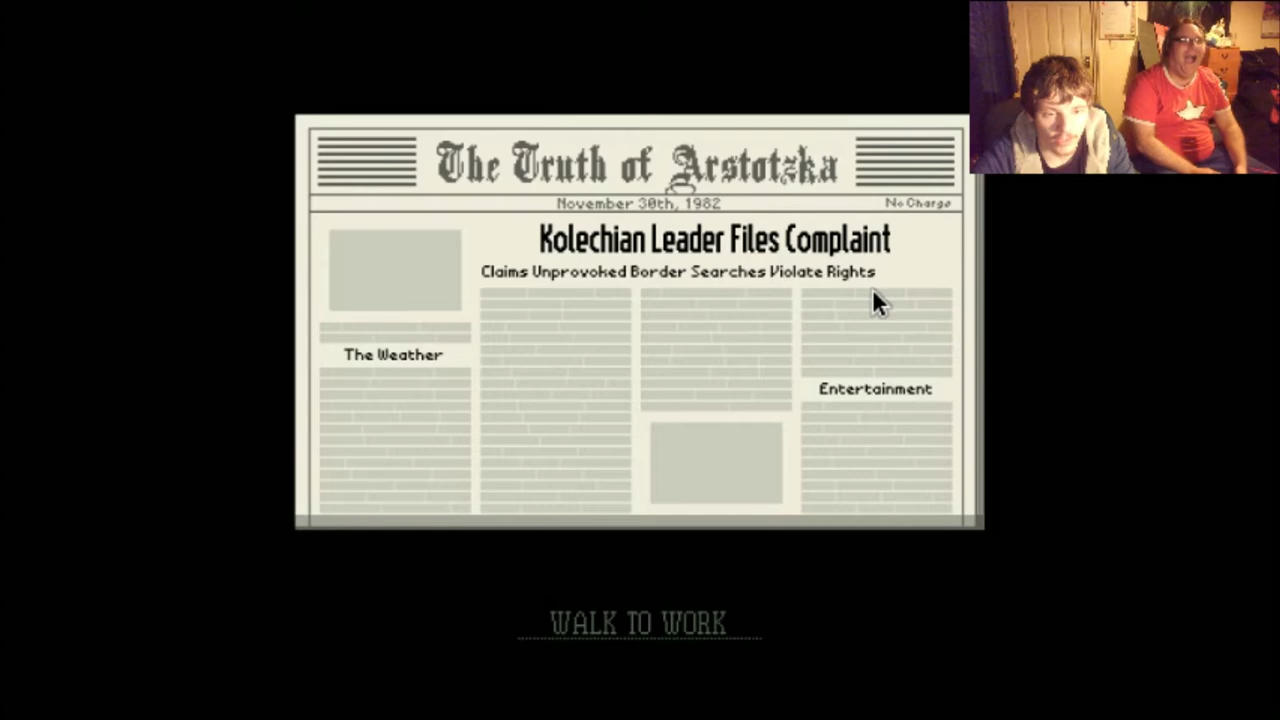 The Truth of Arstotzka
November 30th, 1982
No Charge
Kolechian Leader Files Complaint
Claims Unprovoked Border Searches Violate Rights
The Weather
Entertainment
WALK TO WORK